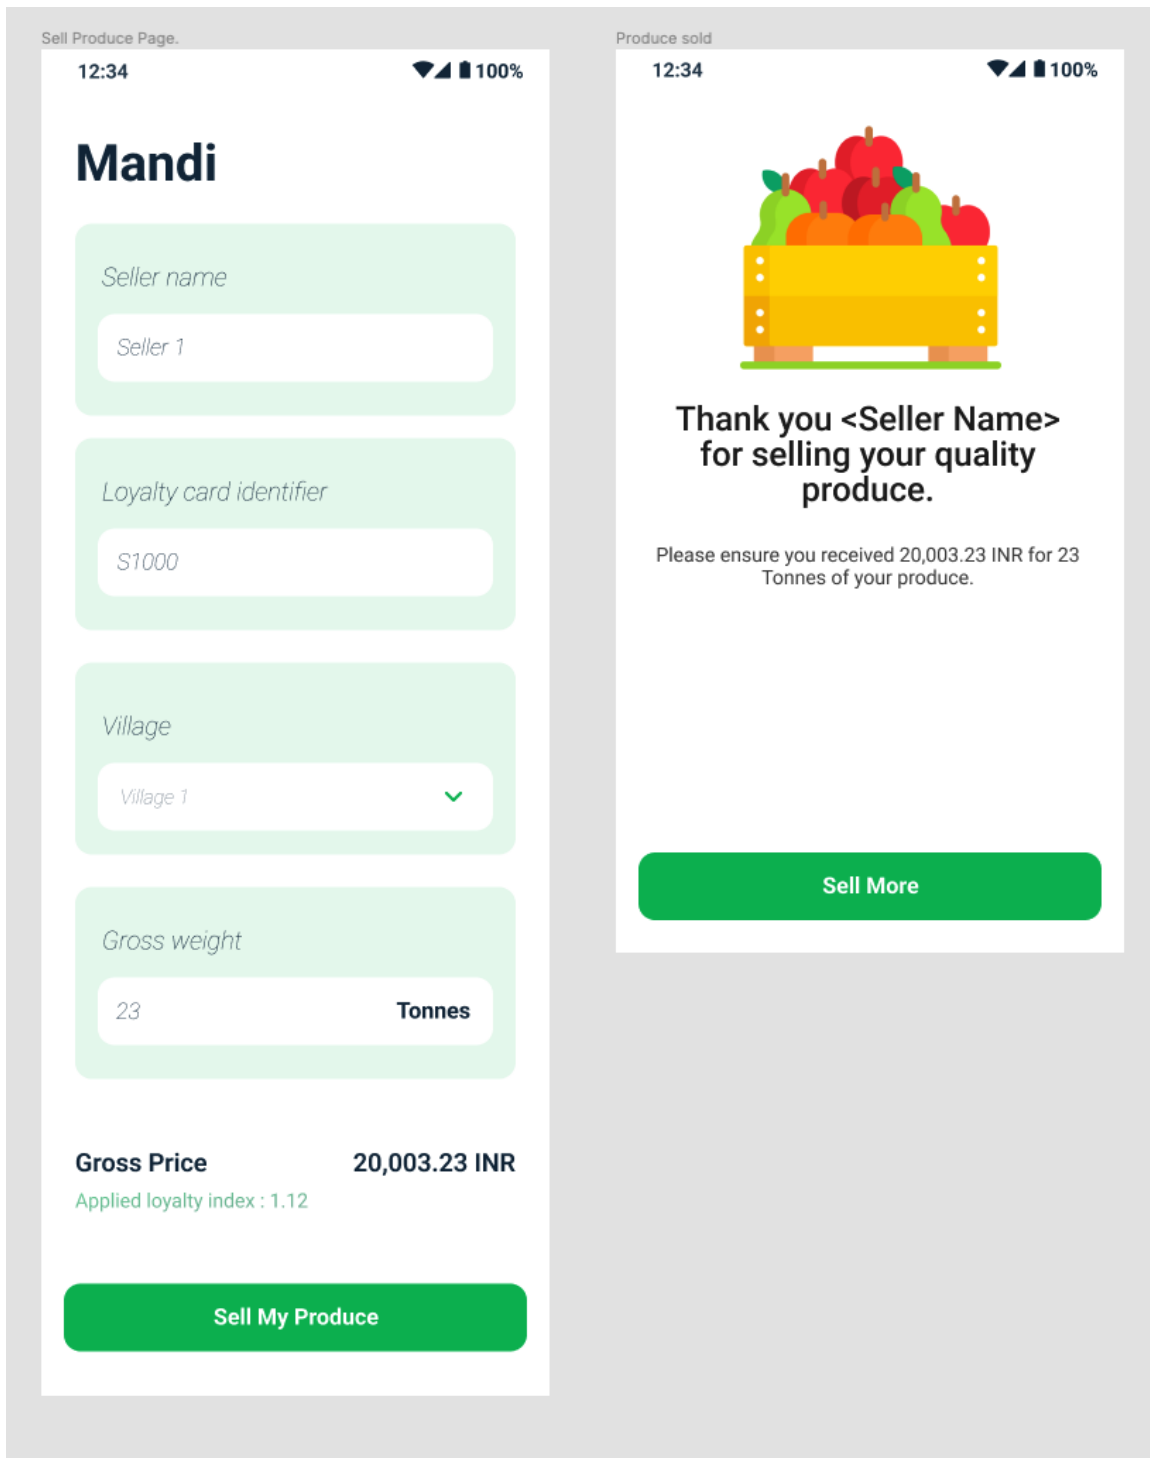 Sell Produce Page.
12:34 100%
Mandi
Seller name
Seller 1
Loyalty card identifier
S1000
Village
Village 1
Gross weight
23 Tonnes
Gross Price 20,003.23 INR
Applied loyalty index : 1.12
Sell My Produce
Produce sold
12:34 100%
Thank you <Seller Name>
for selling your quality
produce.
Please ensure you received 20,003.23 INR for 23
Tonnes of your produce.
Sell More